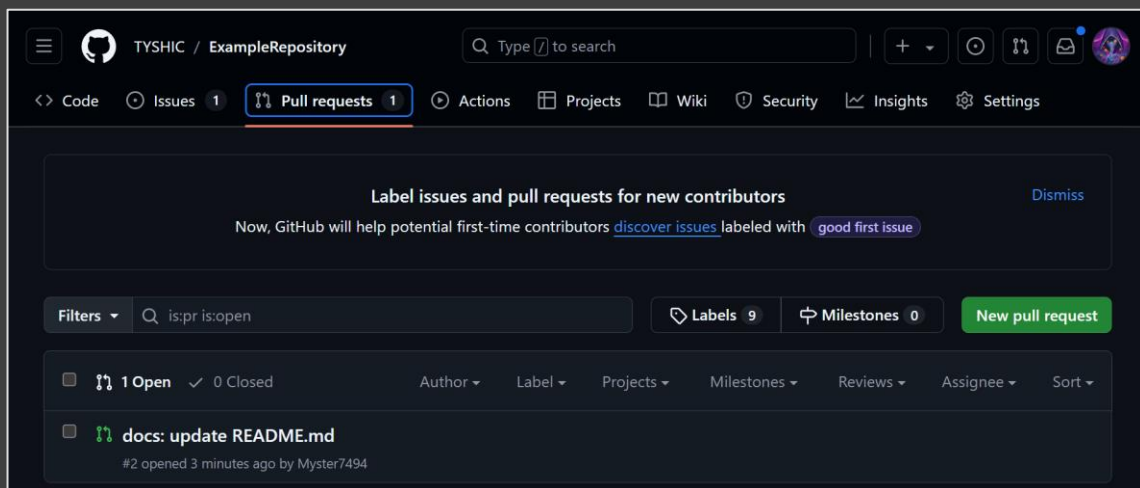 TYSHIC / ExampleRepository Type / to search
Code Issues 1 Pull requests 1 Actions Projects Wiki Security Insights Settings
Label issues and pull requests for new contributors Dismiss
Now, GitHub will help potential first-time contributors discover issues labeled with good first issue
Filters is:pr is:open Labels 9 Milestones 0 New pull request
1 Open 0 Closed Author Label Projects Milestones Reviews Assignee Sort
docs: update README.md
#2 opened 3 minutes ago by Myster7494